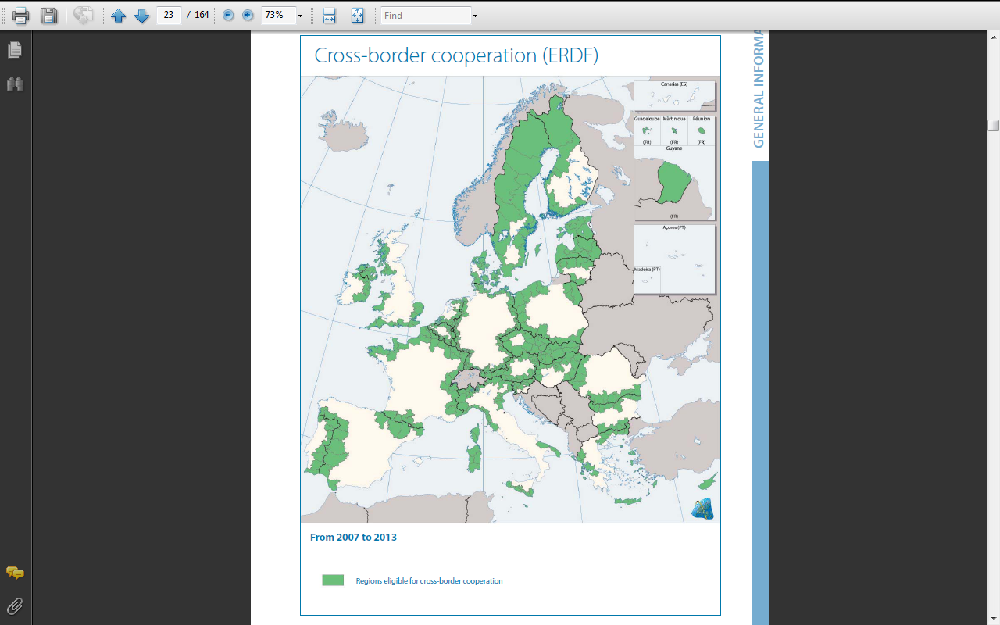 23 / 164
73%
Find
GENERAL INFORMA
Cross-border cooperation (ERDF)
Canarias (ES)
Guadeloupe Martinique Réunion
(FR) (FR) (FR)
Guyane
(FR)
Açores (PT)
Madeira (PT)
From 2007 to 2013
Regions eligible for cross-border cooperation